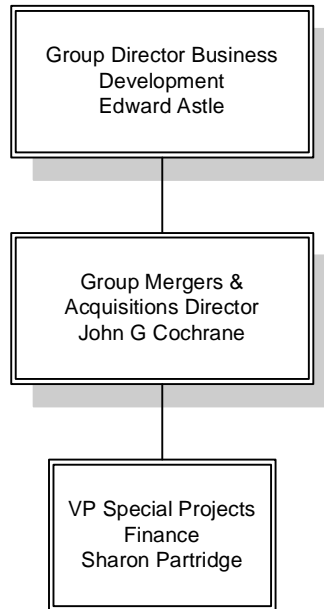 Group Director Business
Development
Edward Astle
Group Mergers &
Acquisitions Director
John G Cochrane
VP Special Projects
Finance
Sharon Partridge